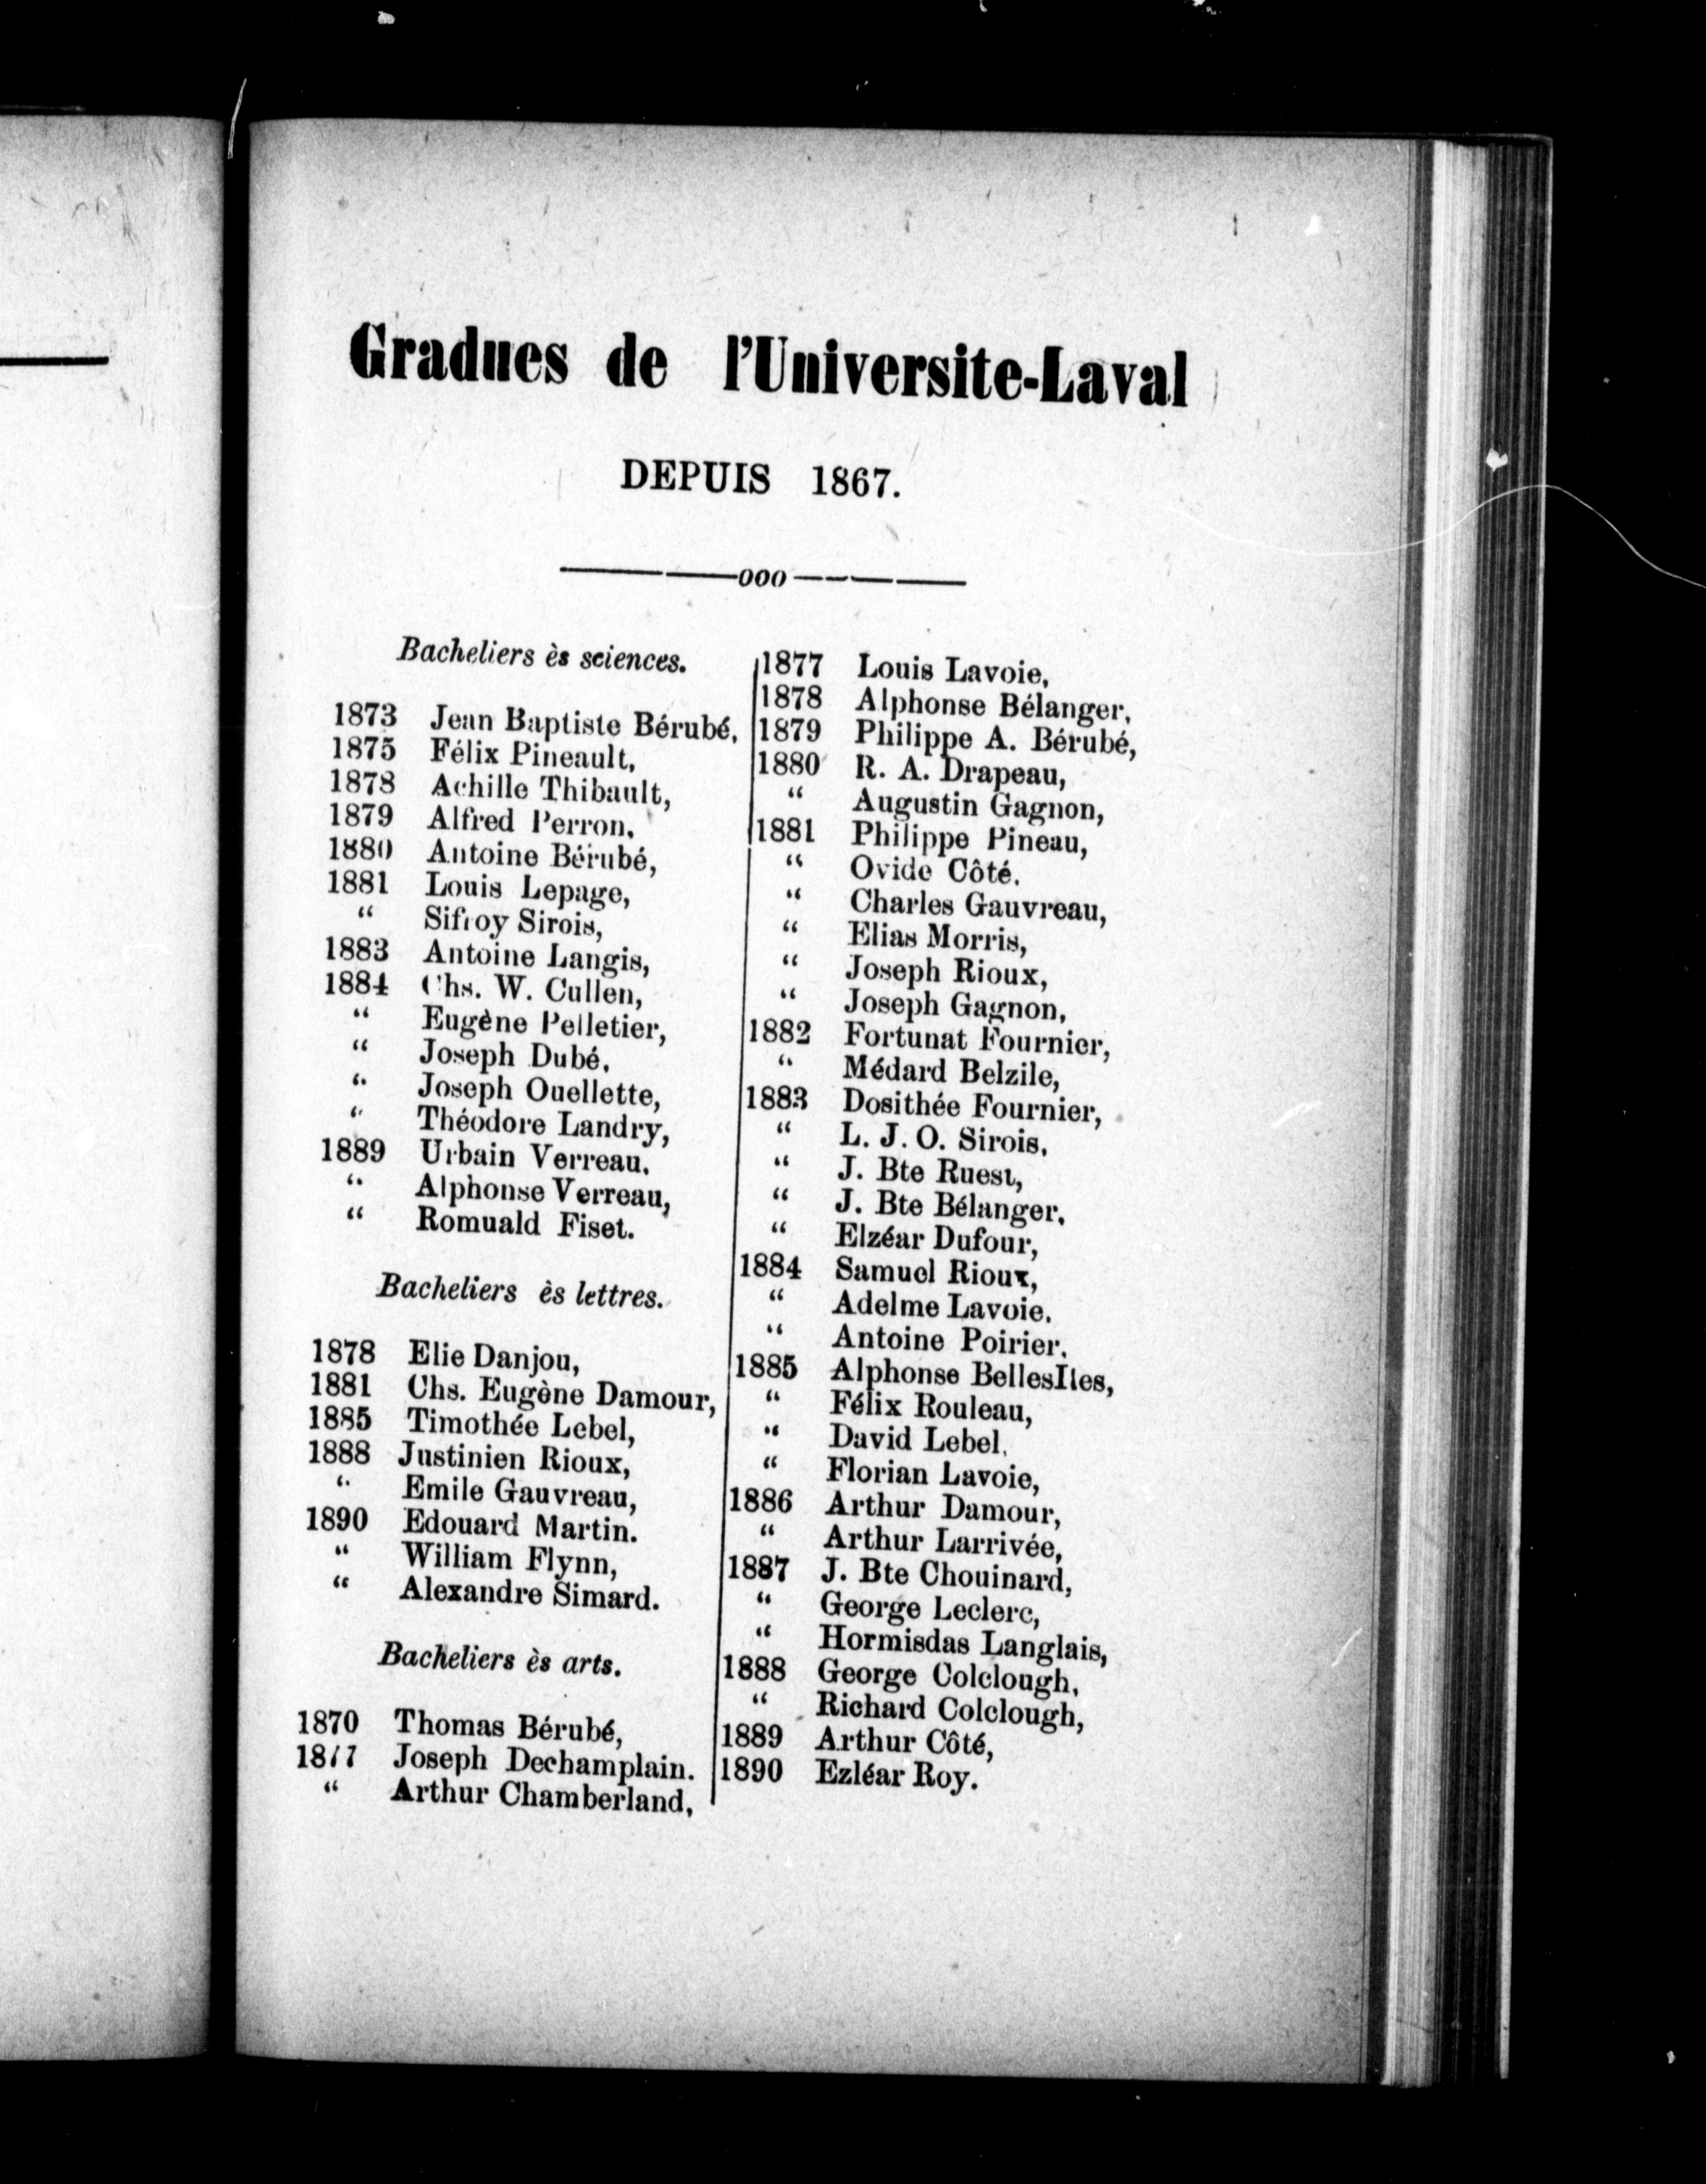 Gradues de l'Universite-Laval
DEPUIS 1867.
ooo
Bacheliers ès sciences.
1873 Jean Baptiste Bérubé,
1875 Félix Pineault,
1878 Achille Thibault,
1879 Alfred Perron,
1880 Antoine Bérubé,
1881 Louis Lepage,
“ Sifroy Sirois,
1883 Antoine Langis,
1884 Chs. W. Cullen,
“ Eugène Pelletier,
“ Joseph Dubé,
“ Joseph Ouellette,
“ Théodore Landry,
1889 Urbain Verreau,
“ Alphonse Verreau,
“ Romuald Fiset.
Bacheliers ès lettres.
1878 Elie Danjou,
1881 Chs. Eugène Damour,
1885 Timothée Lebel,
1888 Justinien Rioux,
“ Emile Gauvreau,
1890 Edouard Martin.
“ William Flynn,
“ Alexandre Simard.
Bacheliers ès arts.
1870 Thomas Bérubé,
1877 Joseph Dechamplain.
“ Arthur Chamberland,
1877 Louis Lavoie,
1878 Alphonse Bélanger,
1879 Philippe A. Bérubé,
1880 R. A. Drapeau,
“ Augustin Gagnon,
1881 Philippe Pineau,
“ Ovide Côté.
“ Charles Gauvreau,
“ Elias Morris,
“ Joseph Rioux,
“ Joseph Gagnon,
1882 Fortunat Fournier,
“ Médard Belzile,
1883 Dosithée Fournier,
“ L. J. O. Sirois,
“ J. Bte Ruest,
“ J. Bte Bélanger,
“ Elzéar Dufour,
1884 Samuel Rioux,
“ Adelme Lavoie.
“ Antoine Poirier.
1885 Alphonse BellesIles,
“ Félix Rouleau,
“ David Lebel,
“ Florian Lavoie,
1886 Arthur Damour,
“ Arthur Larrivée,
1887 J. Bte Chouinard,
“ George Leclerc,
“ Hormisdas Langlais,
1888 George Colclough,
“ Richard Colclough,
1889 Arthur Côté,
1890 Ezléar Roy.